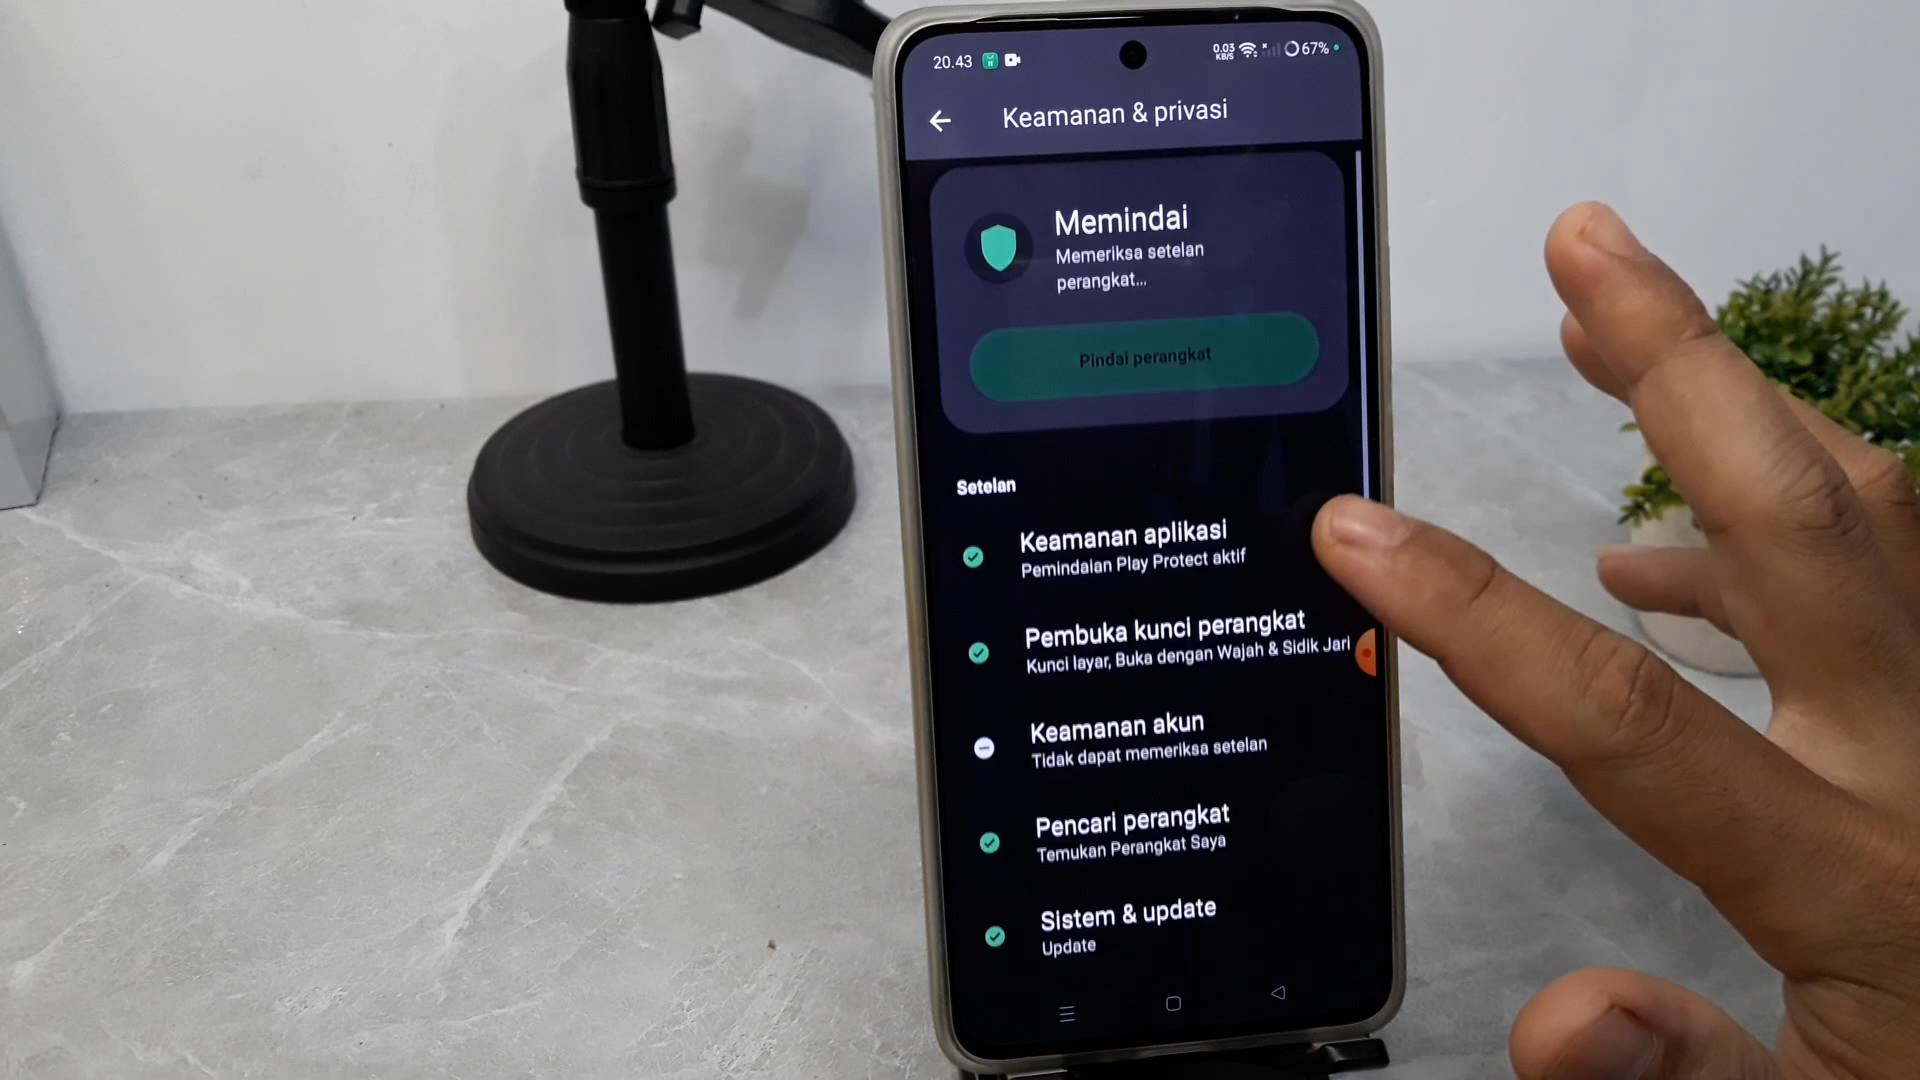 20.43
0.03
KB/S
67%
Keamanan & privasi
Memindai
Memeriksa setelan
perangkat...
Pindai perangkat
Setelan
Keamanan aplikasi
Pemindaian Play Protect aktif
Pembuka kunci perangkat
Kunci layar, Buka dengan Wajah & Sidik Jari
Keamanan akun
Tidak dapat memeriksa setelan
Pencari perangkat
Temukan Perangkat Saya
Sistem & update
Update